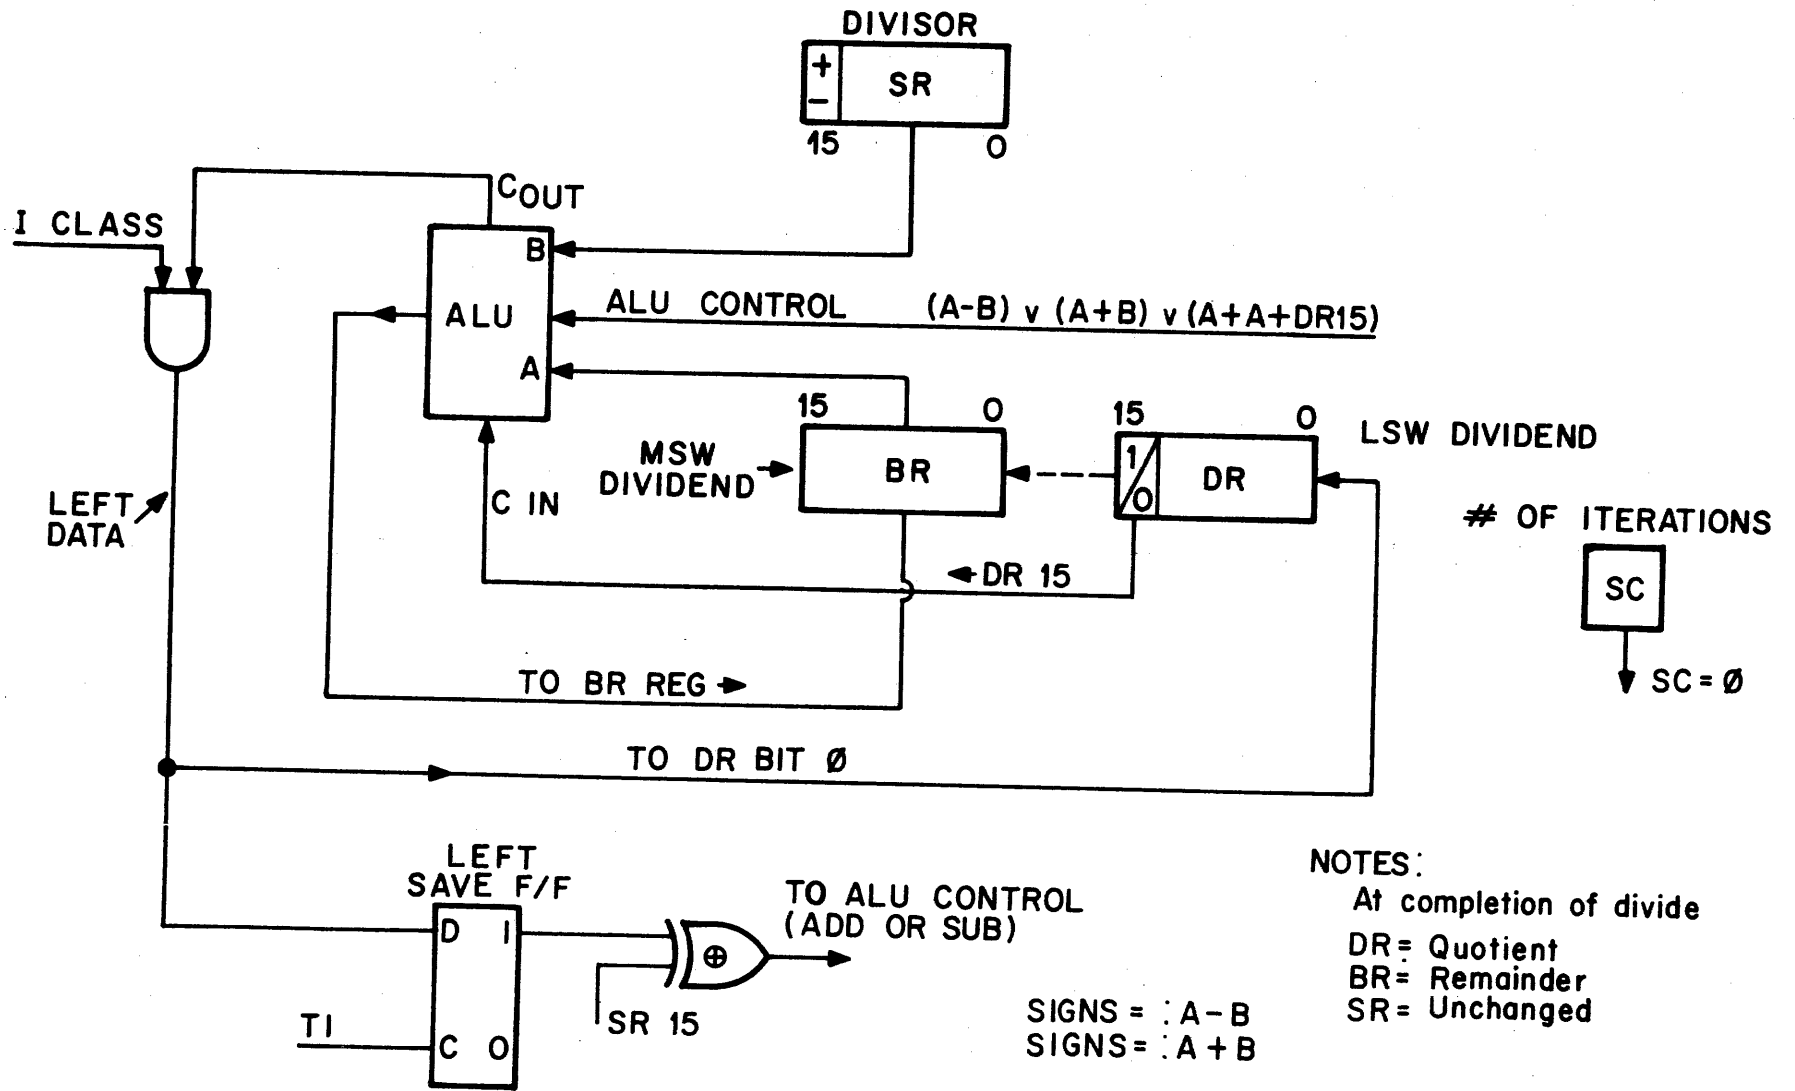 DIVISOR
+
−
SR
15
0
COUT
I CLASS
B
ALU
ALU CONTROL (A-B) v (A+B) v (A+A+DR15)
A
15
0
15
0
LSW DIVIDEND
MSW
DIVIDEND
BR
1/0
DR
C IN
LEFT
DATA
# OF ITERATIONS
DR 15
SC
TO BR REG
SC = Ø
TO DR BIT Ø
LEFT
SAVE F/F
D
1
C
O
T1
TO ALU CONTROL
(ADD OR SUB)
⊕
SR 15
SIGNS = : A - B
SIGNS = : A + B
NOTES:
At completion of divide
DR = Quotient
BR = Remainder
SR = Unchanged